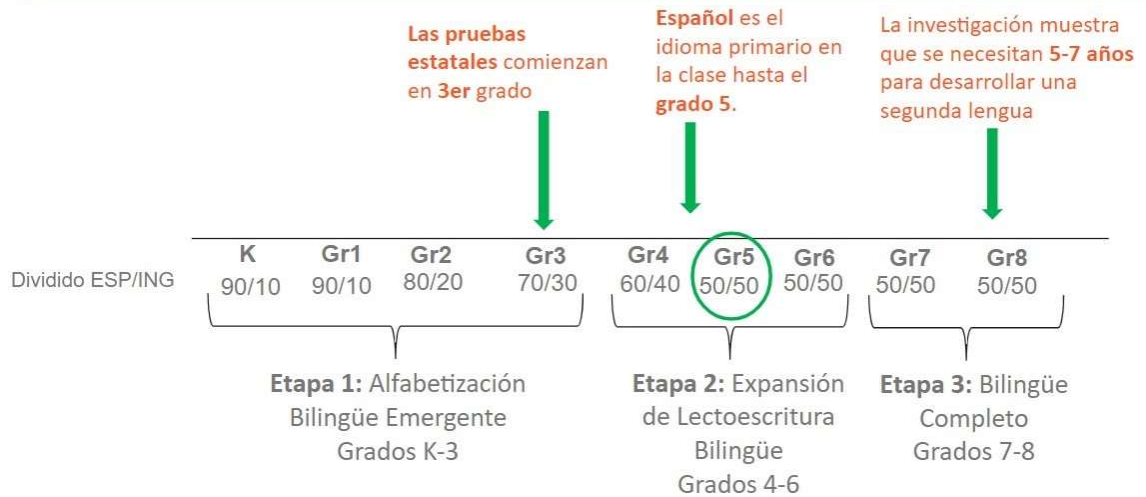 Las pruebas
estatales comienzan
en 3er grado
Español es el
idioma primario en
la clase hasta el
grado 5.
La investigación muestra
que se necesitan 5-7 años
para desarrollar una
segunda lengua
K Gr1 Gr2 Gr3 Gr4 Gr5 Gr6 Gr7 Gr8
Dividido ESP/ING 90/10 90/10 80/20 70/30 60/40 50/50 50/50 50/50 50/50
Etapa 1: Alfabetización
Bilingüe Emergente
Grados K-3
Etapa 2: Expansión
de Lectoescritura
Bilingüe
Grados 4-6
Etapa 3: Bilingüe
Completo
Grados 7-8